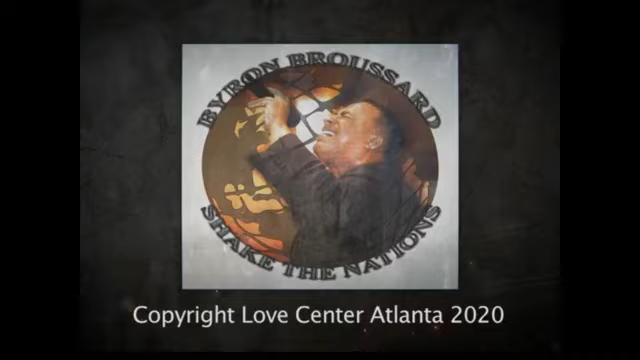 BYRON BROUSSARD
SHAKE THE NATIONS
Copyright Love Center Atlanta 2020